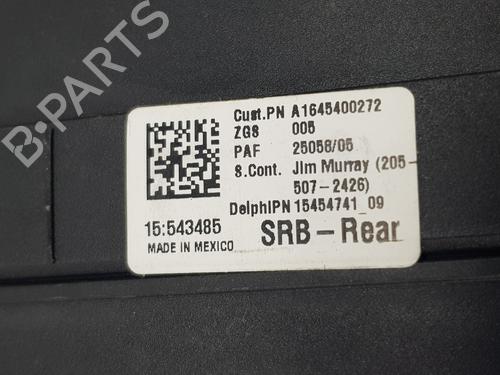 Cust.PN A1645400272
ZGS 005
PAF 25058/05
S.Cont. Jim Murray (205-
507-2426)
DelphiPN 15454741_09
15:543485
MADE IN MEXICO
SRB-Rear
B-PARTS